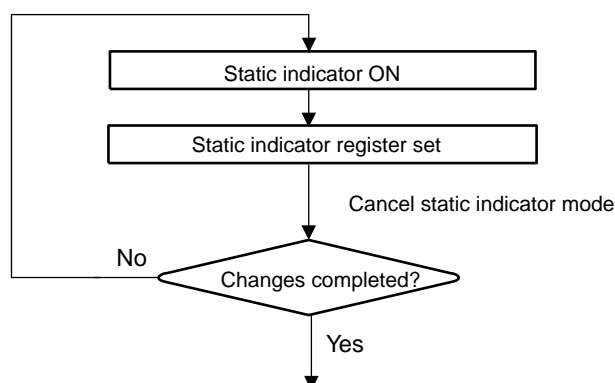 Static indicator ON
Static indicator register set
Cancel static indicator mode
No
Changes completed?
Yes